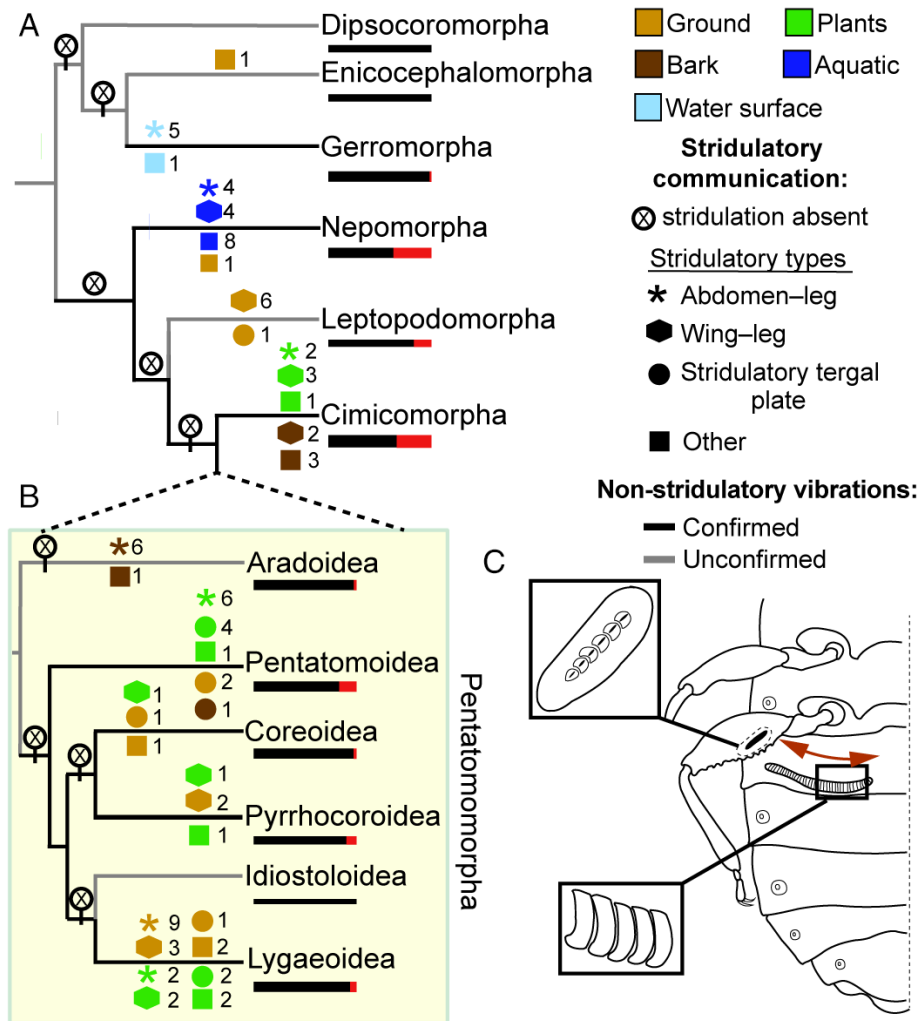 A
Dipsocoromorpha
1
Enicocephalomorpha
5
Gerromorpha
1
4
4
Nepomorpha
8
1
6
Leptopodomorpha
1
2
3
1
Cimicomorpha
2
3
Ground
Plants
Bark
Aquatic
Water surface
Stridulatory
communication:
stridulation absent
Stridulatory types
Abdomen–leg
Wing–leg
Stridulatory tergal
plate
Other
Non-stridulatory vibrations:
Confirmed
Unconfirmed
B
6
Aradoidea
1
6
4
1
Pentatomoidea
2
1
1
1
Coreoidea
1
1
2
Pyrrhocoroidea
1
Idiostoloidea
9 1
3 2
Lygaeoidea
2 2
2 2
Pentatomomorpha
C